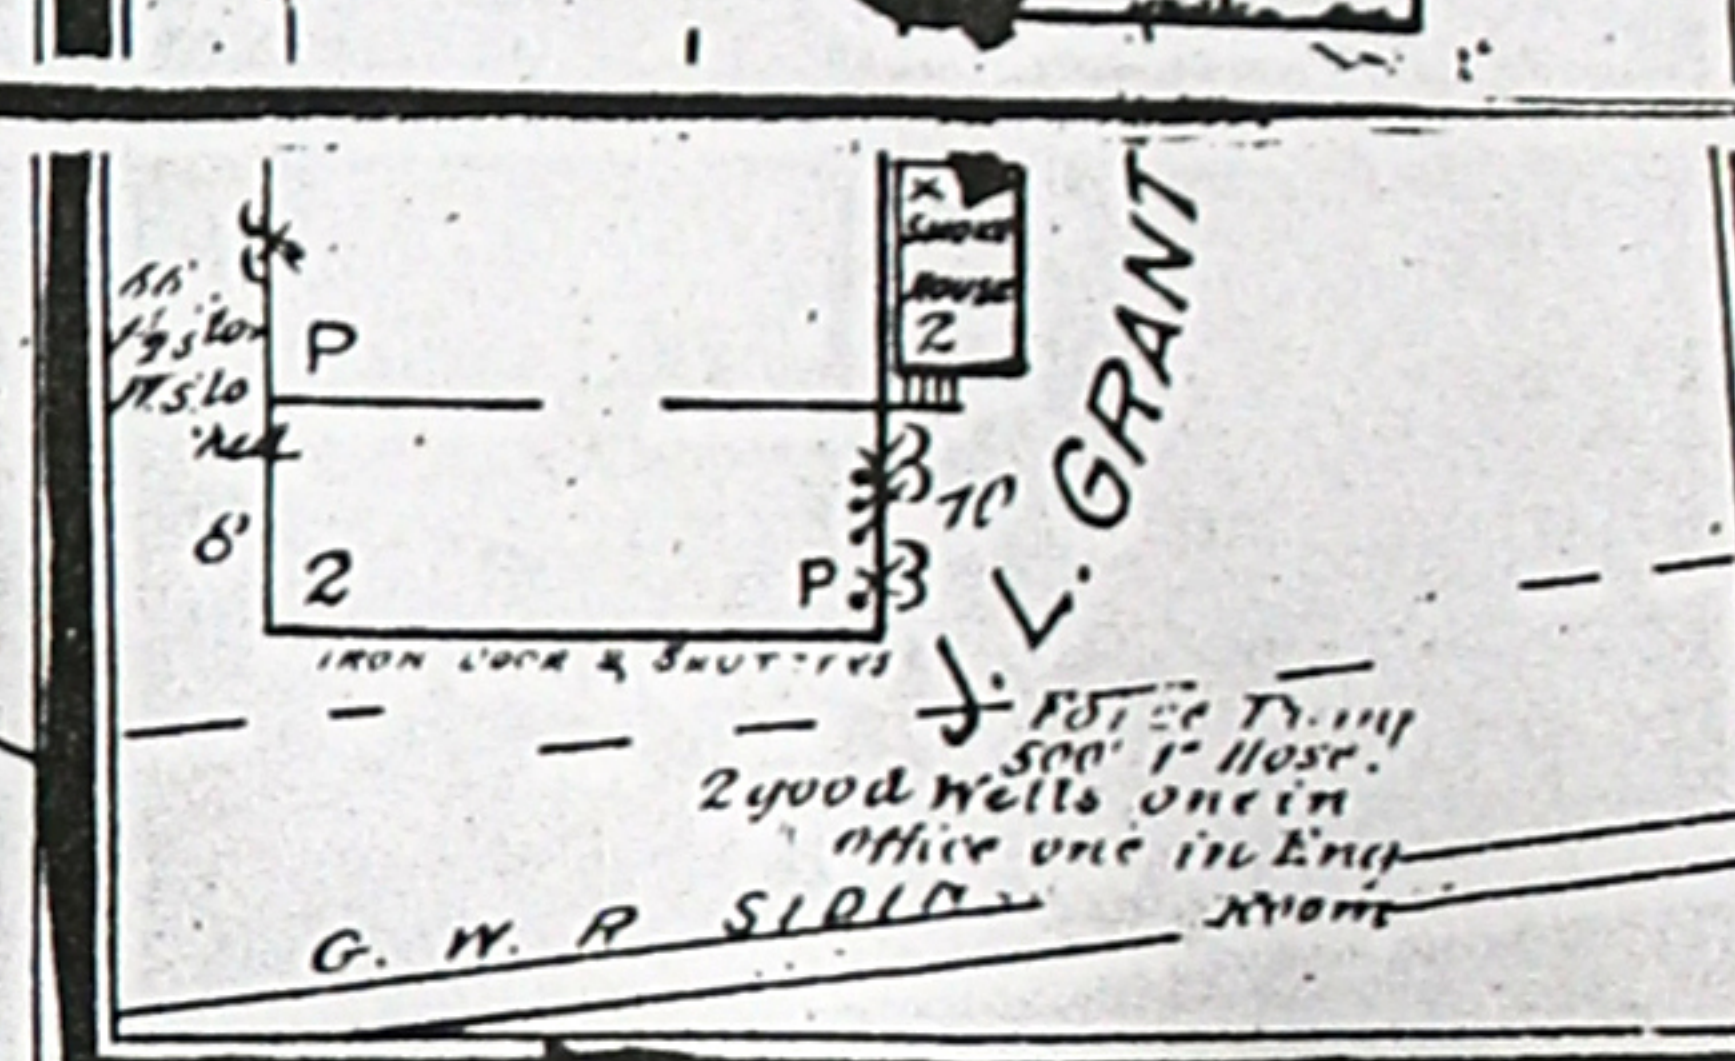 x
SMOKE
HOUSE
2
P
J. L. GRANT
B
10
8'
2
P
B
IRON DOOR & SHUTTERS
Force Pump
500' 1" Hose.
2 good Wells one in
office one in Eng
Room
G. W. R SIDING